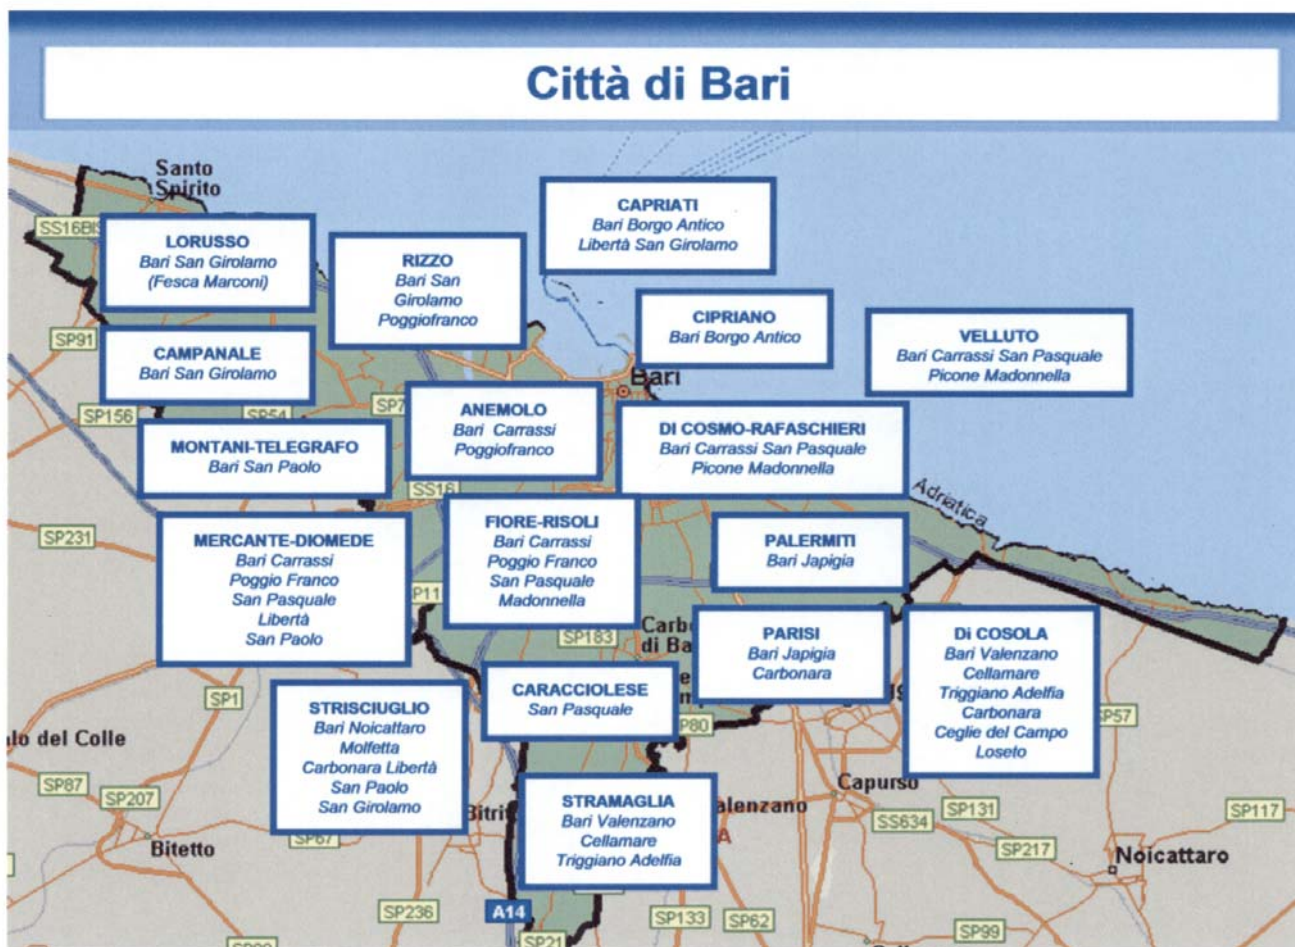 Città di Bari
Santo
Spirito
SS16BIS
LORUSSO
Bari San Girolamo
(Fesca Marconi)
RIZZO
Bari San
Girolamo
Poggiofranco
CAPRIATI
Bari Borgo Antico
Libertà San Girolamo
CIPRIANO
Bari Borgo Antico
VELLUTO
Bari Carrassi San Pasquale
Picone Madonnella
SP91
CAMPANALE
Bari San Girolamo
Bari
SP156
SP54
ANEMOLO
Bari Carrassi
Poggiofranco
DI COSMO-RAFASCHIERI
Bari Carrassi San Pasquale
Picone Madonnella
MONTANI-TELEGRAFO
Bari San Paolo
SS16
Adriatica
SP231
MERCANTE-DIOMEDE
Bari Carrassi
Poggio Franco
San Pasquale
Libertà
San Paolo
FIORE-RISOLI
Bari Carrassi
Poggio Franco
San Pasquale
Madonnella
PALERMITI
Bari Japigia
P11
SP183
PARISI
Bari Japigia
Carbonara
Di COSOLA
Bari Valenzano
Cellamare
Triggiano Adelfia
Carbonara
Ceglie del Campo
Loseto
SP1
STRISCIUGLIO
Bari Noicattaro
Molfetta
Carbonara Libertà
San Paolo
San Girolamo
CARACCIOLESE
San Pasquale
P80
SP57
lo del Colle
SP87
SP207
Bitetto
SP67
STRAMAGLIA
Bari Valenzano
Cellamare
Triggiano Adelfia
alenzano
Capurso
SS634
SP131
SP217
SP117
Noicattaro
SP236
A14
SP21
SP133
SP62
SP99